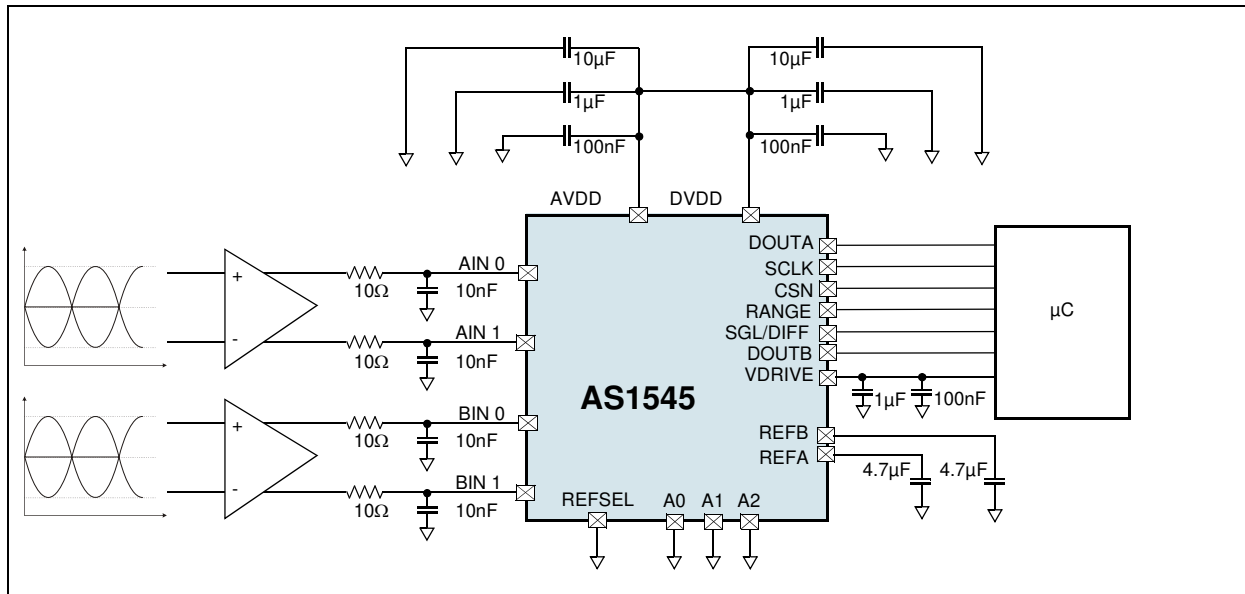 10µF
10µF
1µF
1µF
100nF
100nF
AVDD
DVDD
+
-
10Ω
10nF
AIN 0
10Ω
10nF
AIN 1
+
-
10Ω
10nF
BIN 0
10Ω
10nF
BIN 1
AS1545
DOUTA
SCLK
CSN
RANGE
SGL/DIFF
DOUTB
VDRIVE
REFB
REFA
µC
1µF
100nF
4.7µF
4.7µF
REFSEL
A0
A1
A2